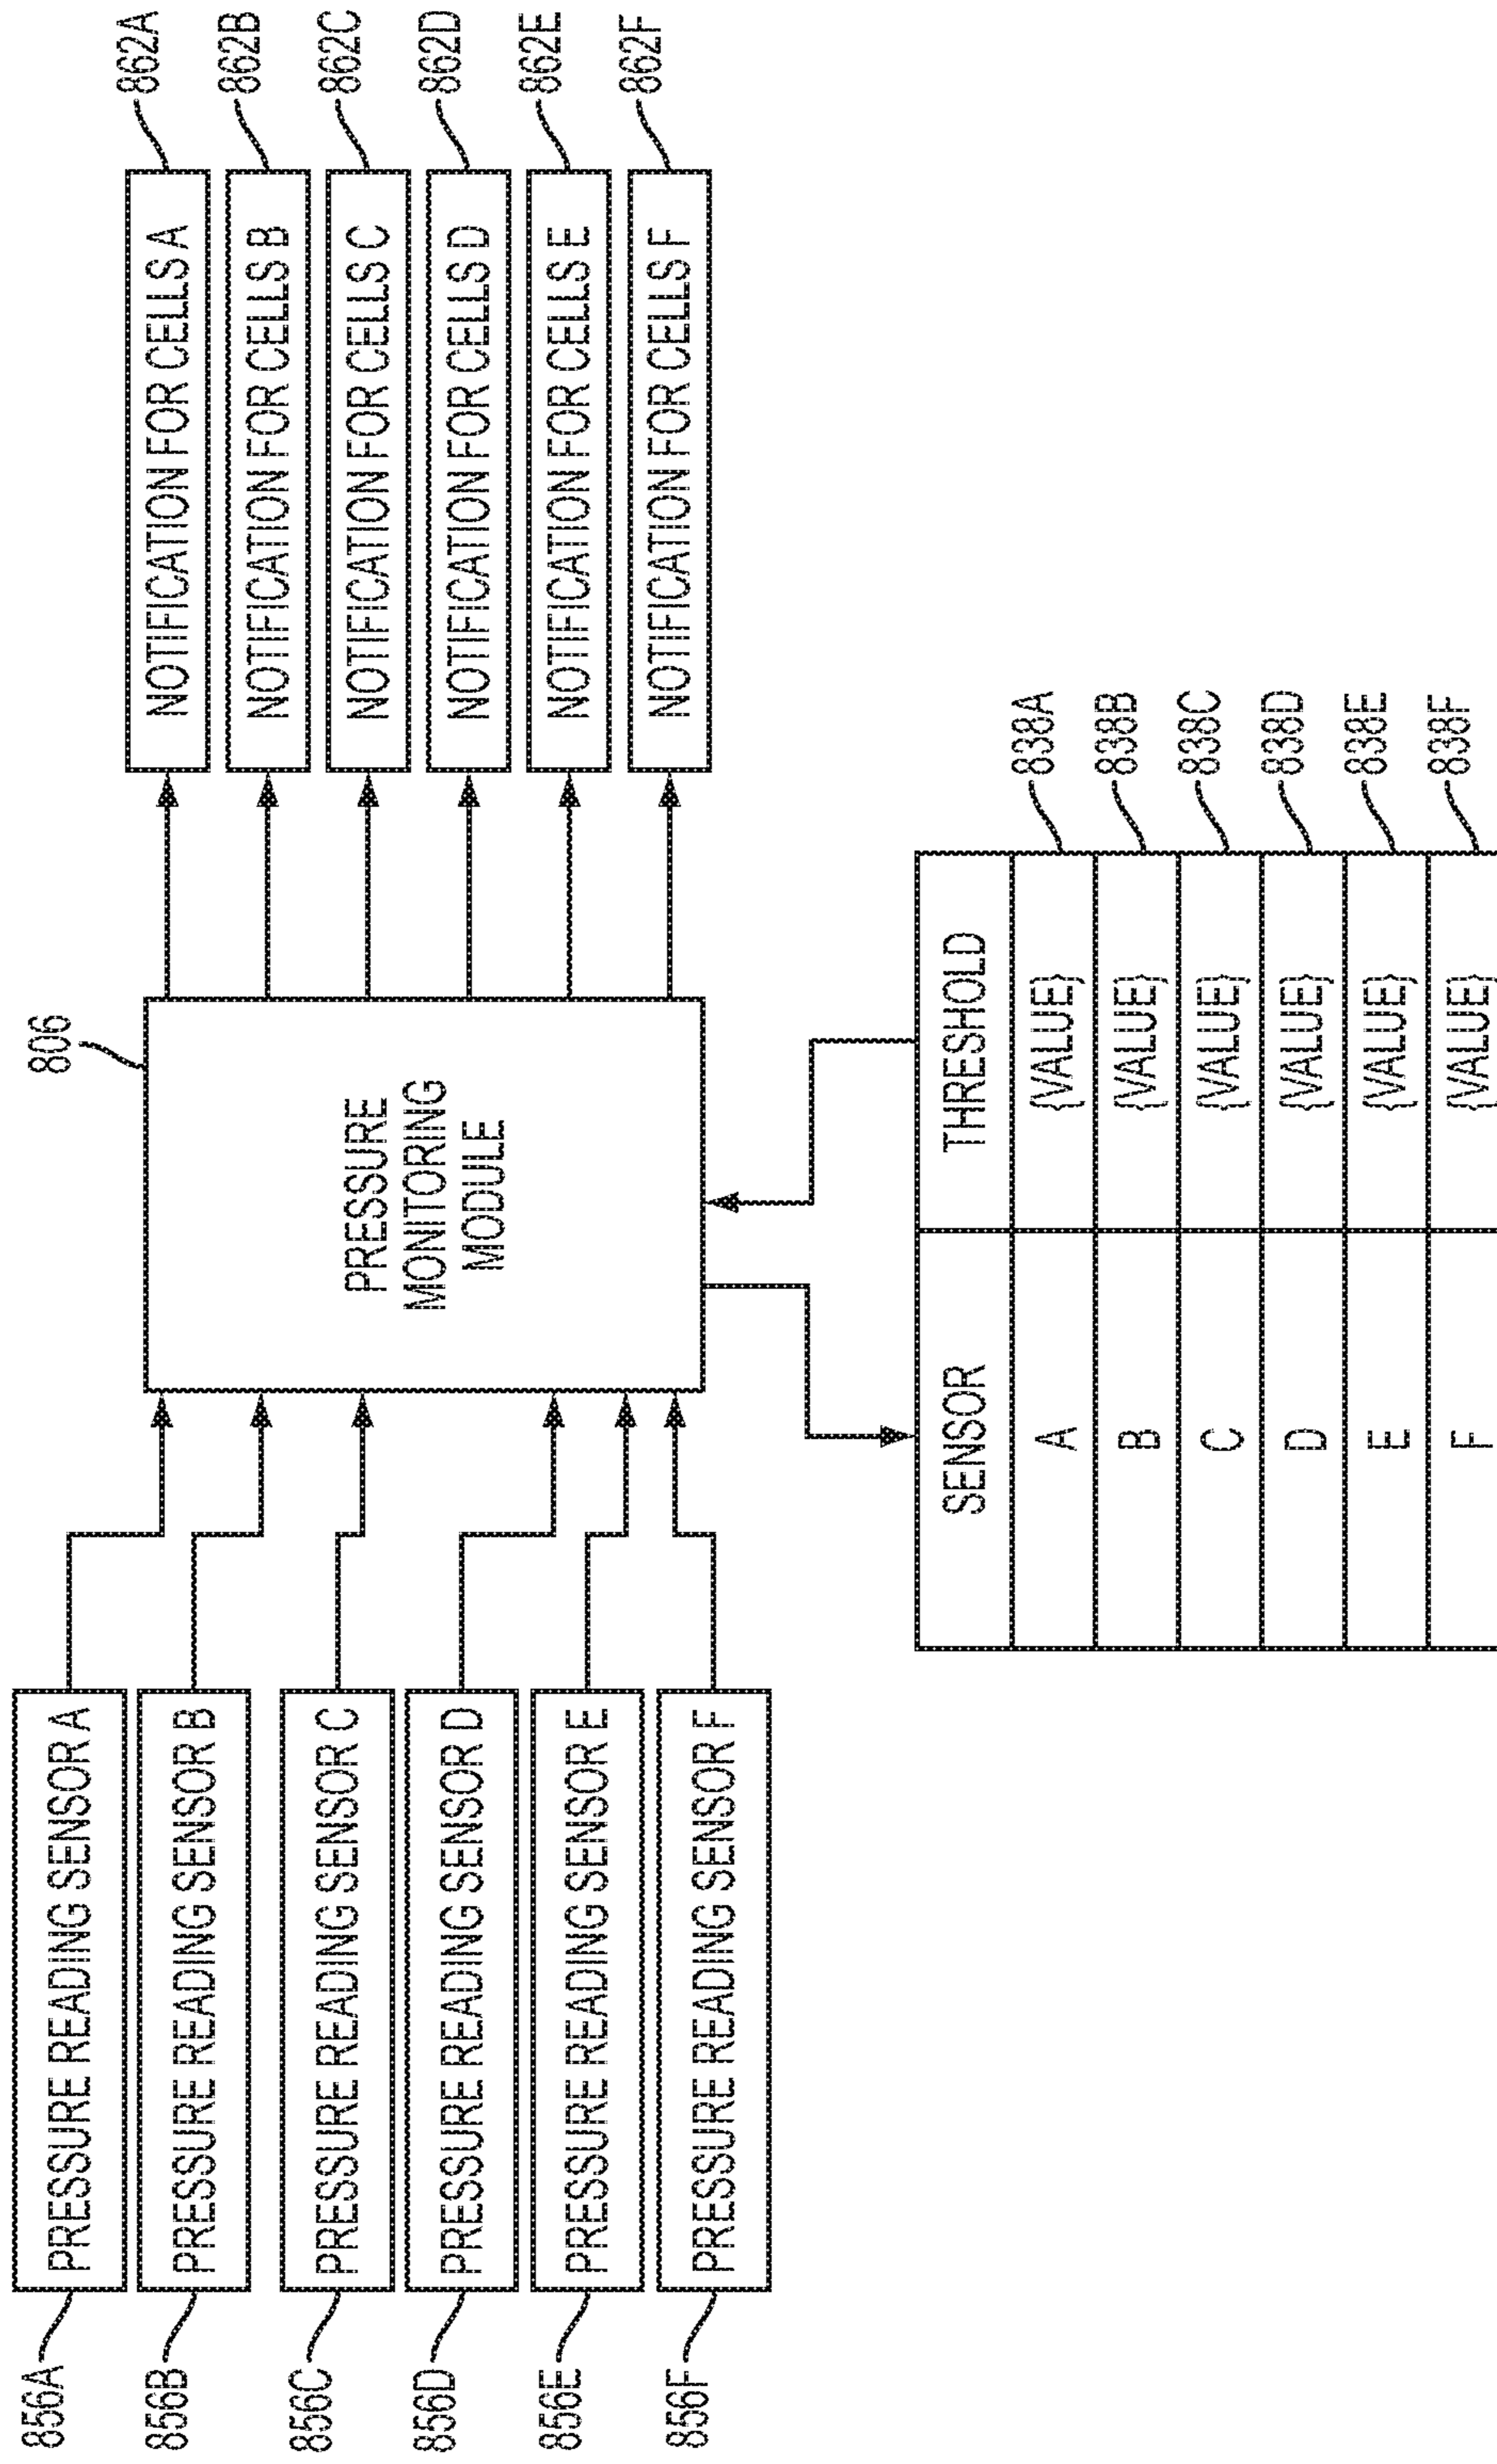 856A
PRESSURE READING SENSOR A
856B
PRESSURE READING SENSOR B
856C
PRESSURE READING SENSOR C
856D
PRESSURE READING SENSOR D
856E
PRESSURE READING SENSOR E
856F
PRESSURE READING SENSOR F
806
PRESSURE
MONITORING
MODULE
NOTIFICATION FOR CELLS A
862A
NOTIFICATION FOR CELLS B
862B
NOTIFICATION FOR CELLS C
862C
NOTIFICATION FOR CELLS D
862D
NOTIFICATION FOR CELLS E
862E
NOTIFICATION FOR CELLS F
862F
SENSOR THRESHOLD
A {VALUE} 838A
B {VALUE} 838B
C {VALUE} 838C
D {VALUE} 838D
E {VALUE} 838E
F {VALUE} 838F